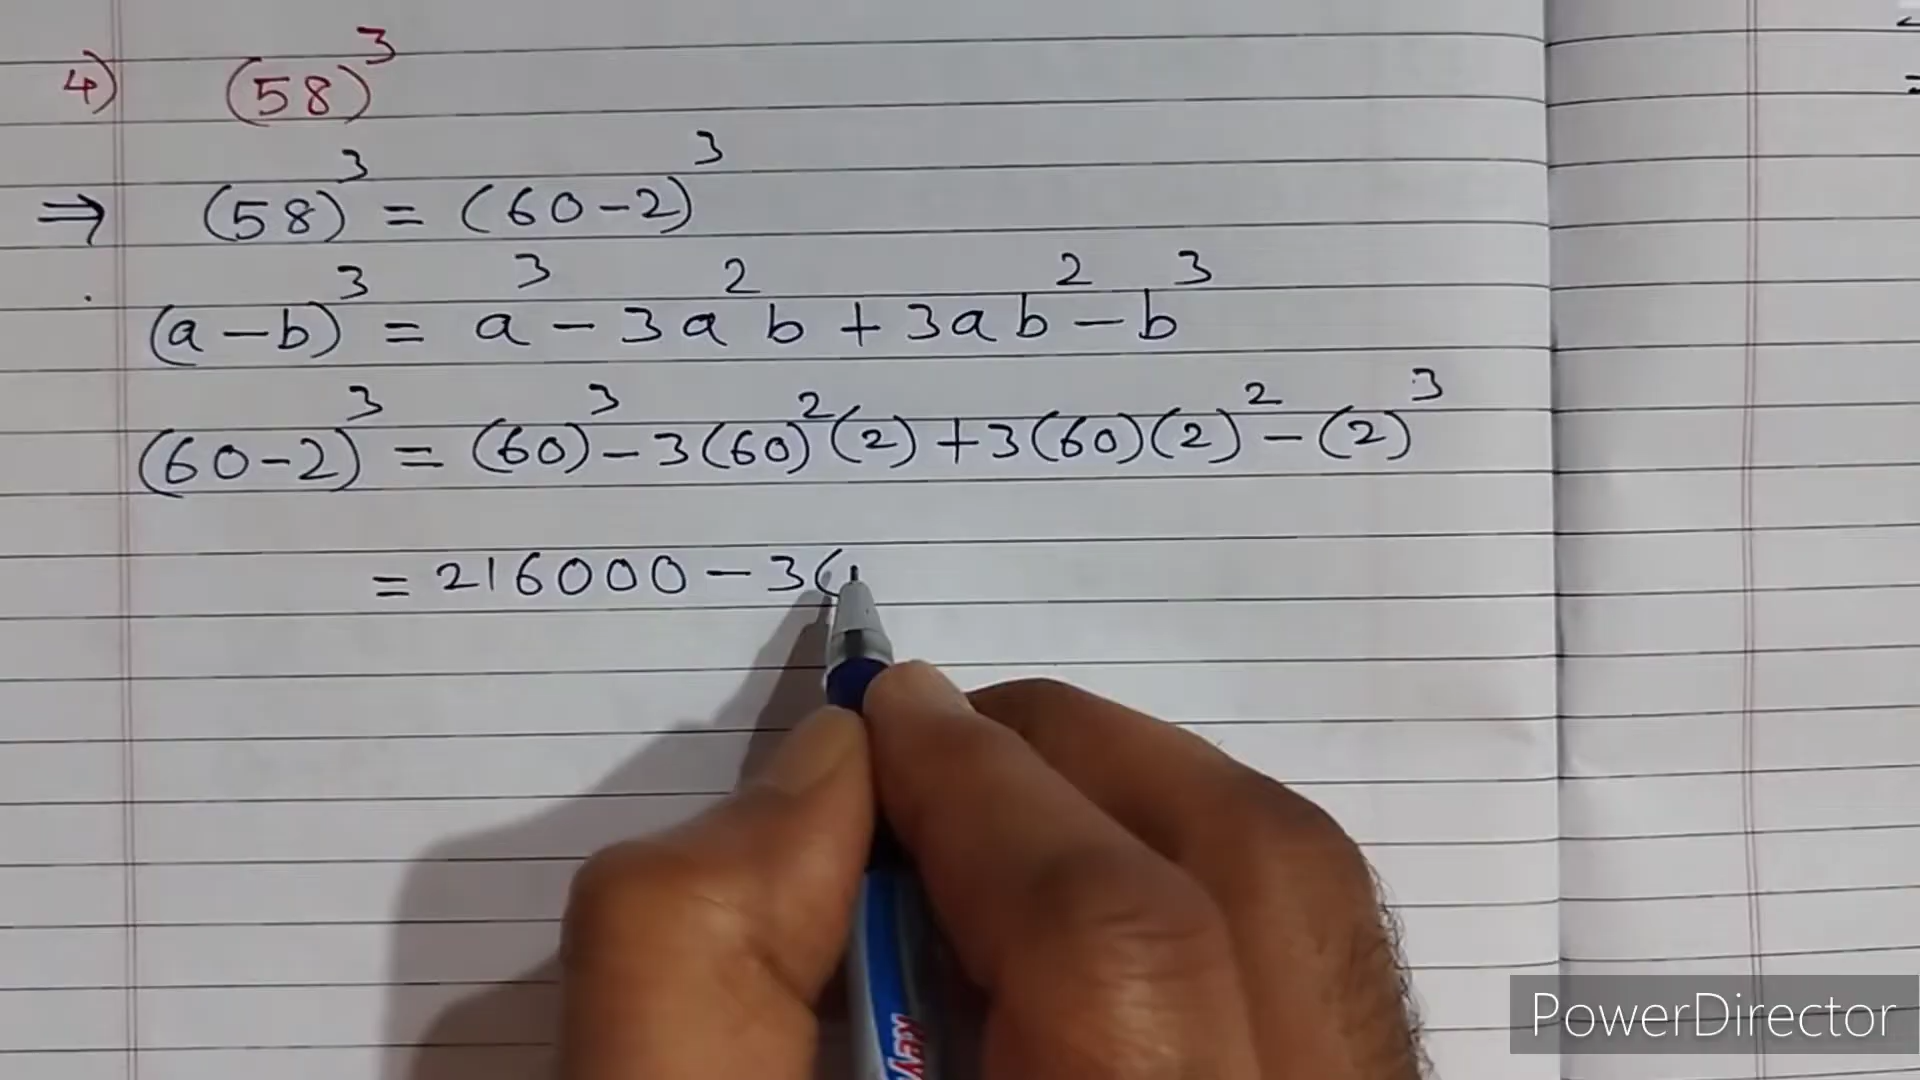 4) (58)³
⇒ (58)³ = (60-2)³
(a-b)³ = a³ - 3a²b + 3ab² - b³
(60-2)³ = (60)³ - 3(60)²(2) + 3(60)(2)² - (2)³
= 216000 - 3(
PowerDirector